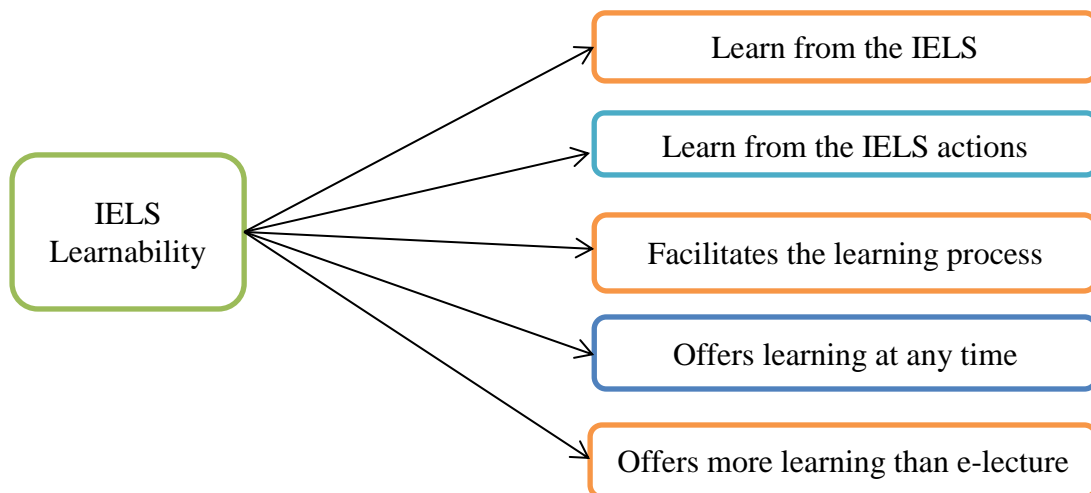 IELS
Learnability
Learn from the IELS
Learn from the IELS actions
Facilitates the learning process
Offers learning at any time
Offers more learning than e-lecture